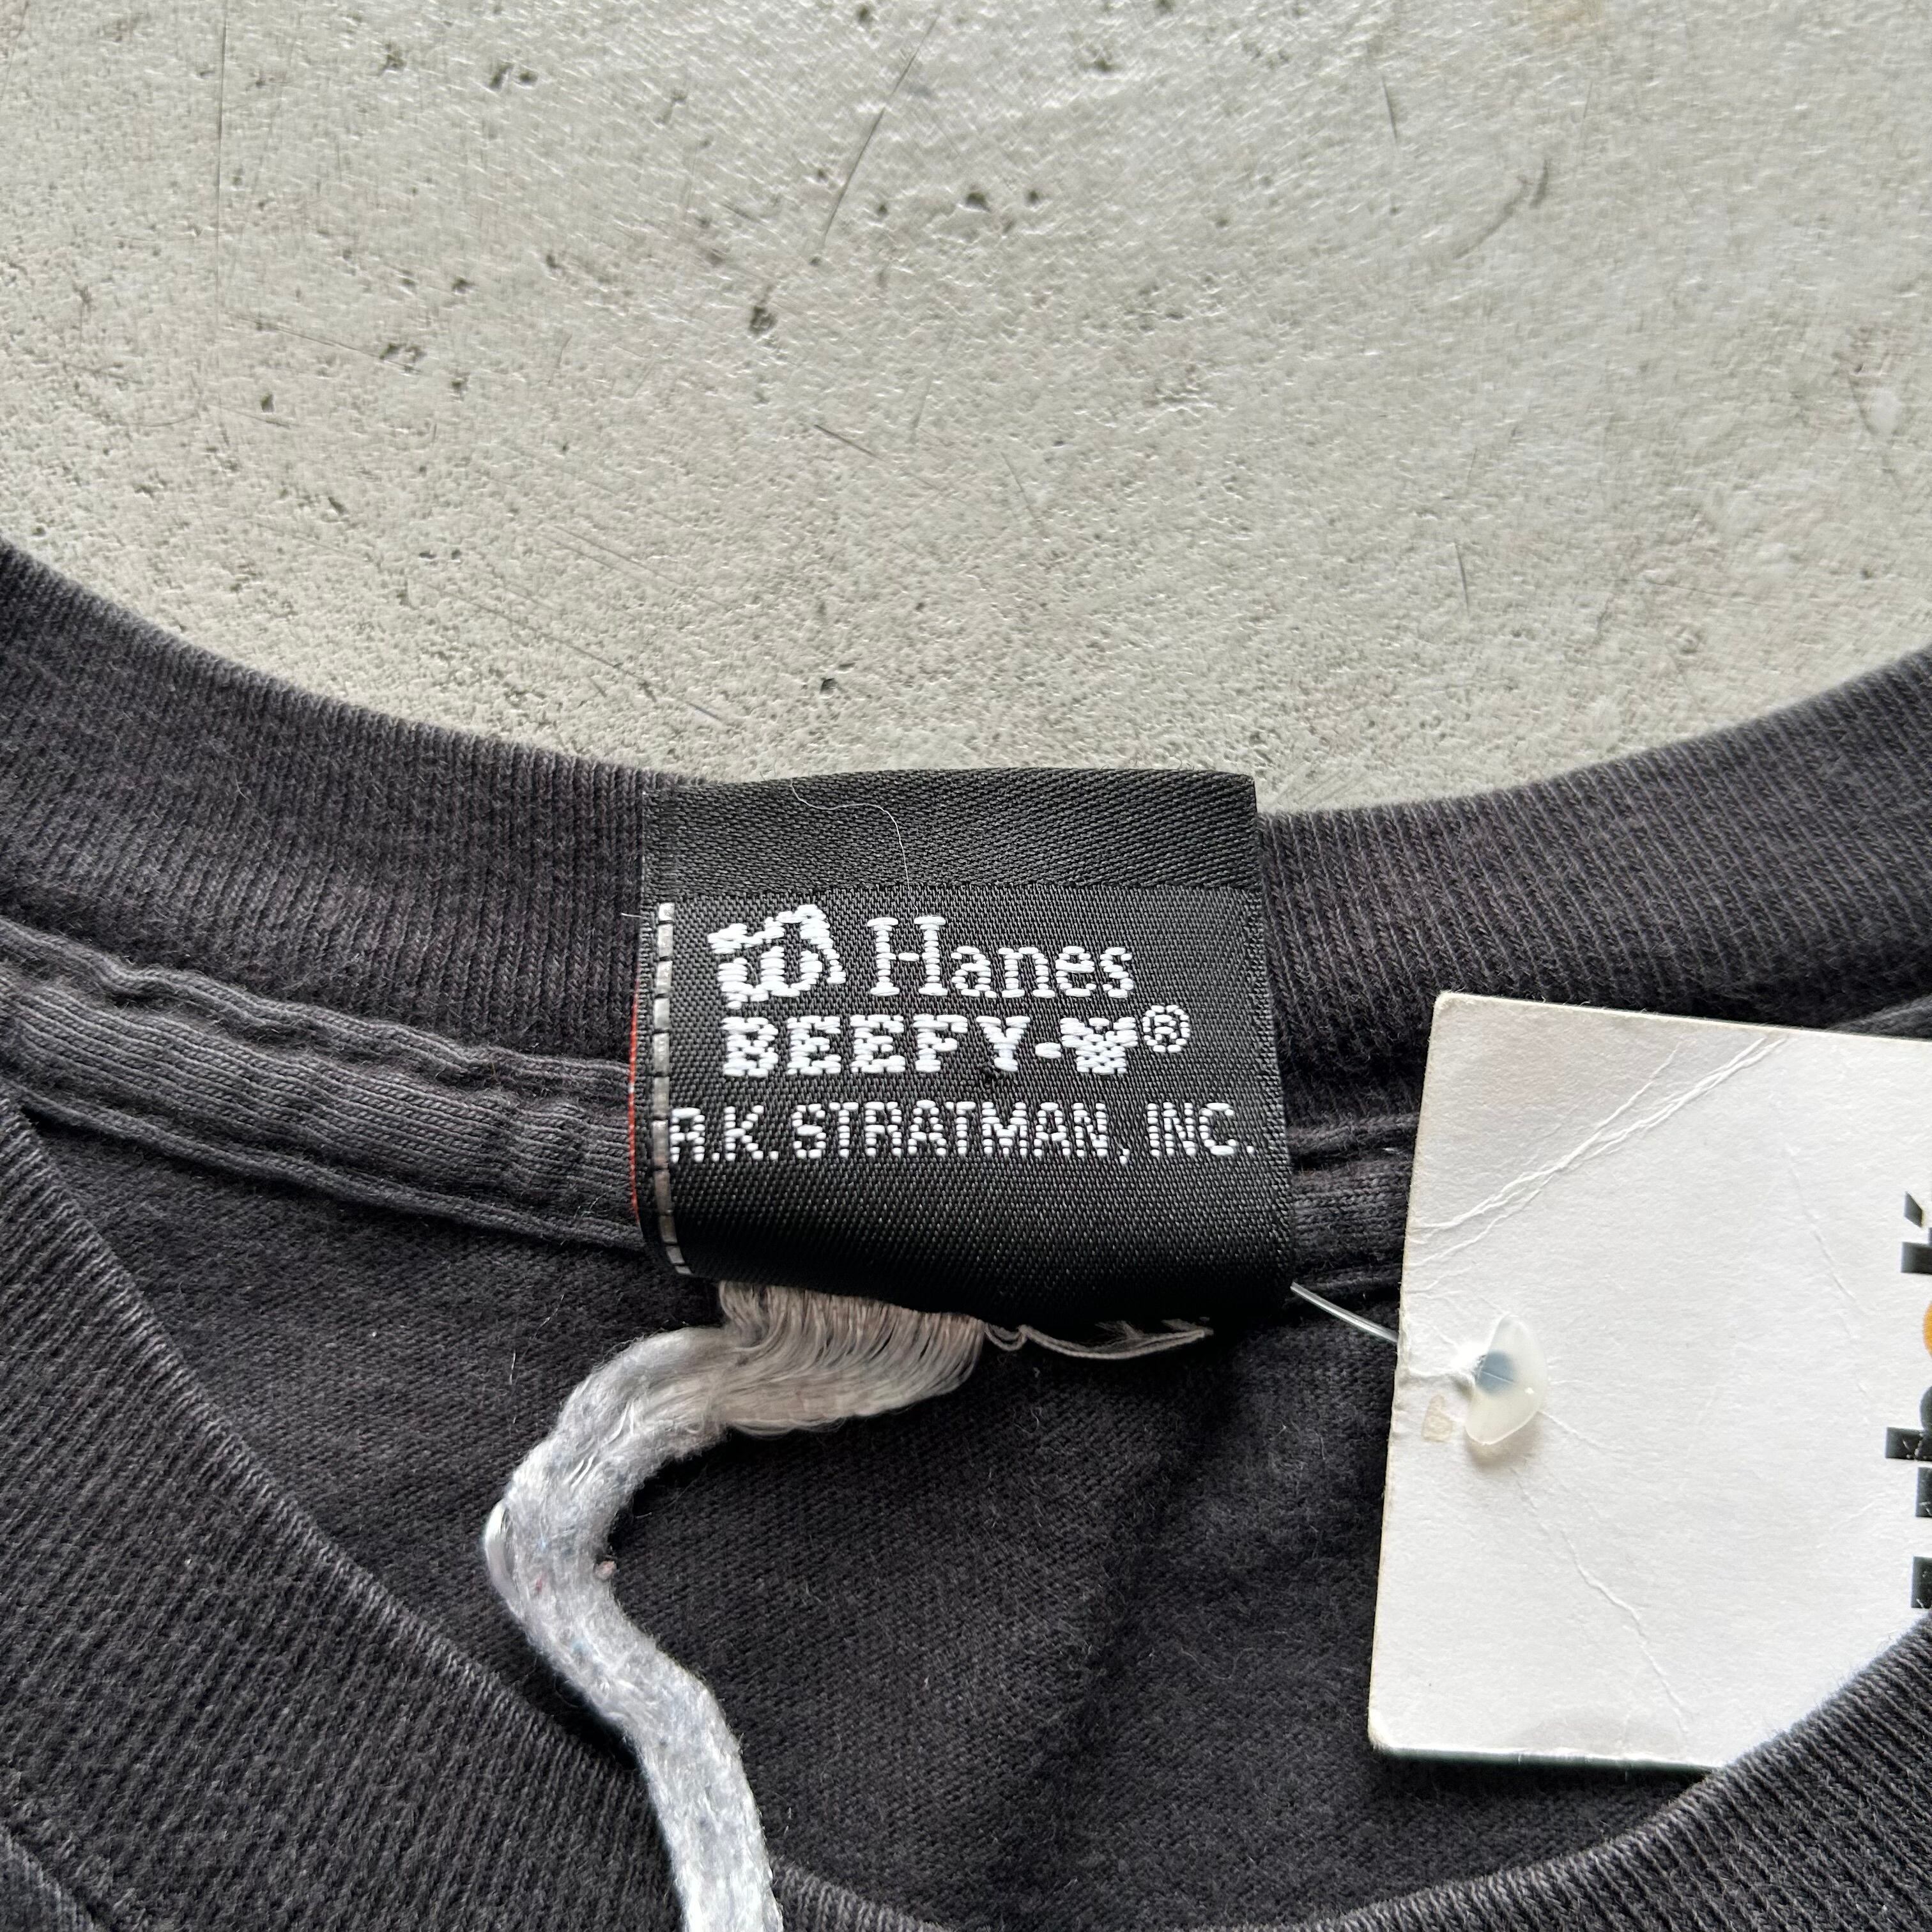 Hanes
BEEFY-T®
R.K. STRATMAN, INC.